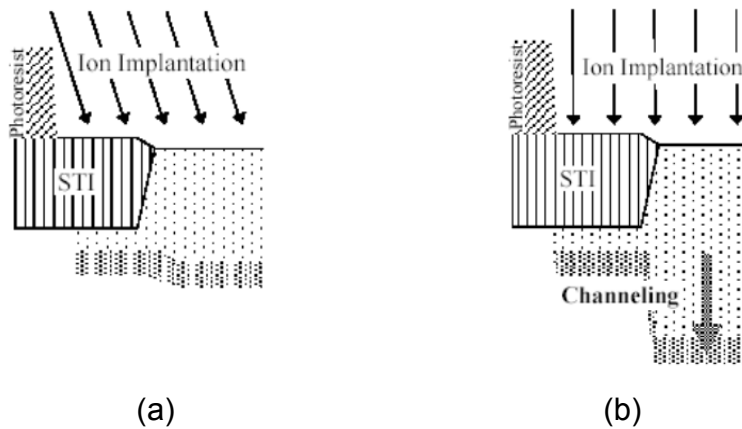 Ion Implantation
Photoresist
STI
(a)
Ion Implantation
Photoresist
STI
Channeling
(b)